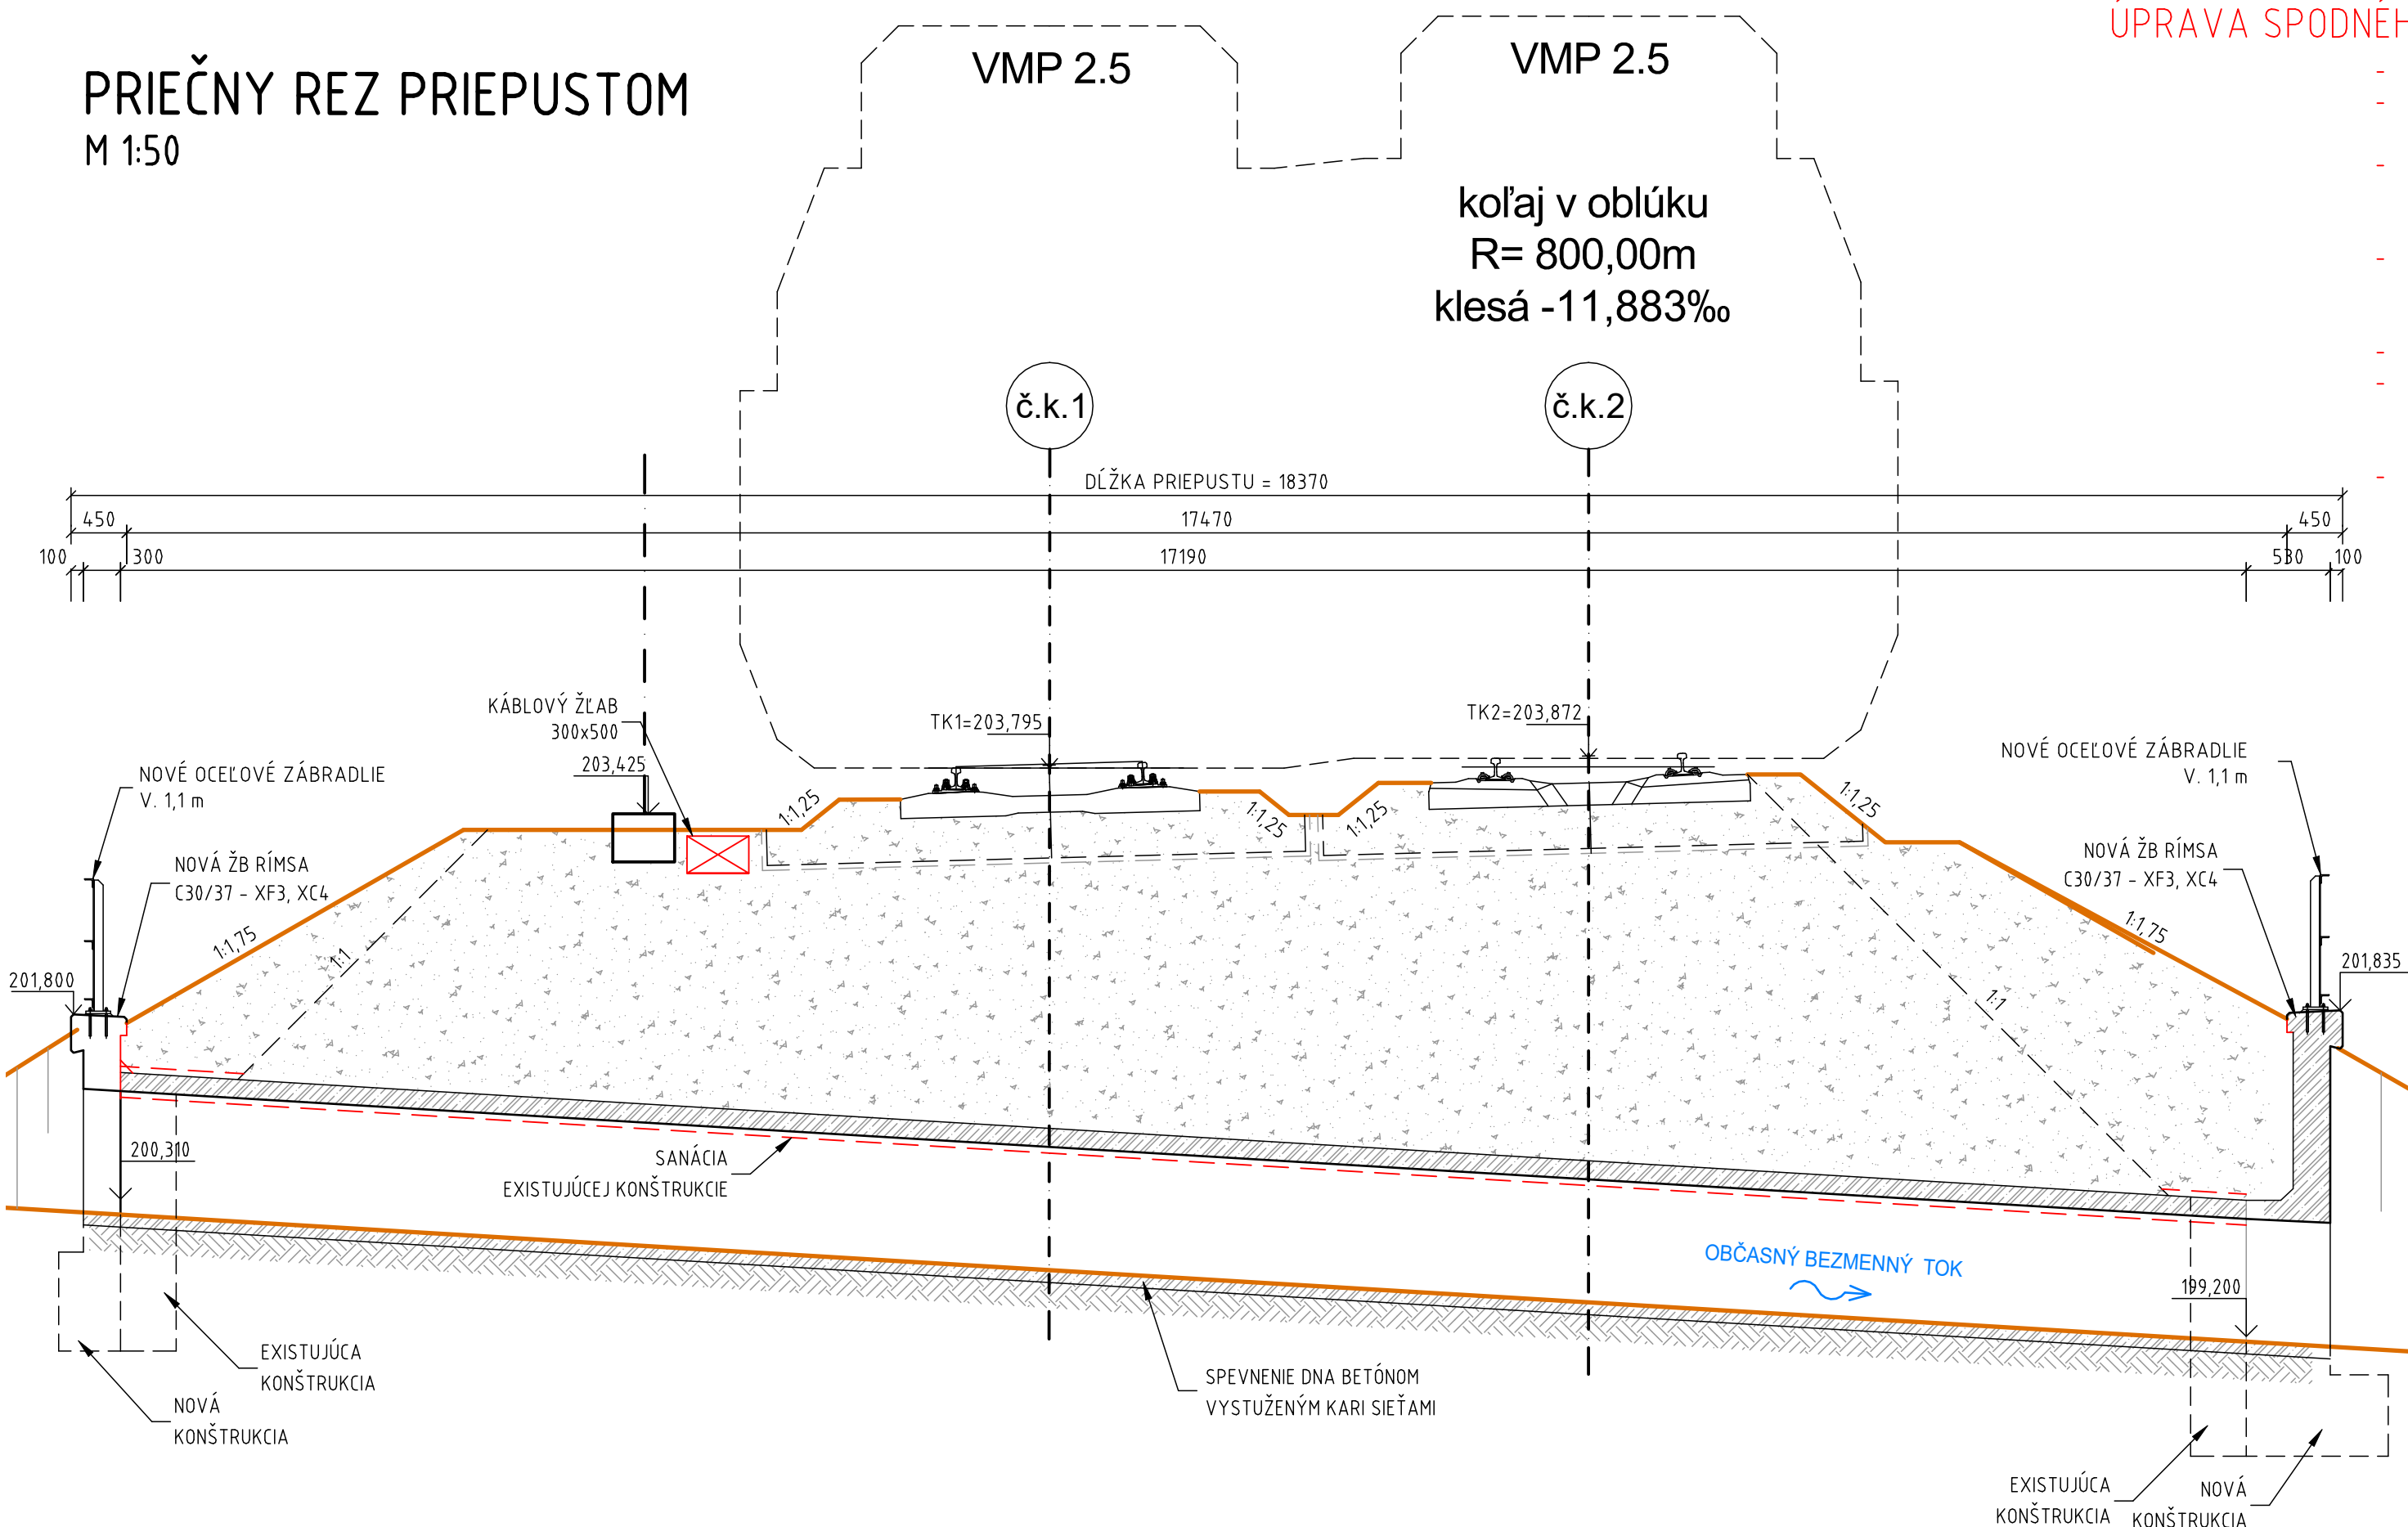 ÚPRAVA SPODNÉH
PRIEČNY REZ PRIEPUSTOM
M 1:50
VMP 2.5
VMP 2.5
koľaj v oblúku
R= 800,00m
klesá -11,883‰
č.k.1
č.k.2
DĹŽKA PRIEPUSTU = 18370
450
17470
450
100
300
17190
530
100
KÁBLOVÝ ŽĽAB
300x500
203,425
TK1=203,795
TK2=203,872
NOVÉ OCEĽOVÉ ZÁBRADLIE
V. 1,1 m
NOVÉ OCEĽOVÉ ZÁBRADLIE
V. 1,1 m
1:1,25
1:1,25
1:1,25
1:1,25
NOVÁ ŽB RÍMSA
C30/37 - XF3, XC4
NOVÁ ŽB RÍMSA
C30/37 - XF3, XC4
1:1,75
1:1
1:1,75
1:1
201,800
201,835
200,310
SANÁCIA
EXISTUJÚCEJ KONŠTRUKCIE
OBČASNÝ BEZMENNÝ TOK
199,200
EXISTUJÚCA
KONŠTRUKCIA
NOVÁ
KONŠTRUKCIA
SPEVNENIE DNA BETÓNOM
VYSTUŽENÝM KARI SIEŤAMI
EXISTUJÚCA
KONŠTRUKCIA
NOVÁ
KONŠTRUKCIA